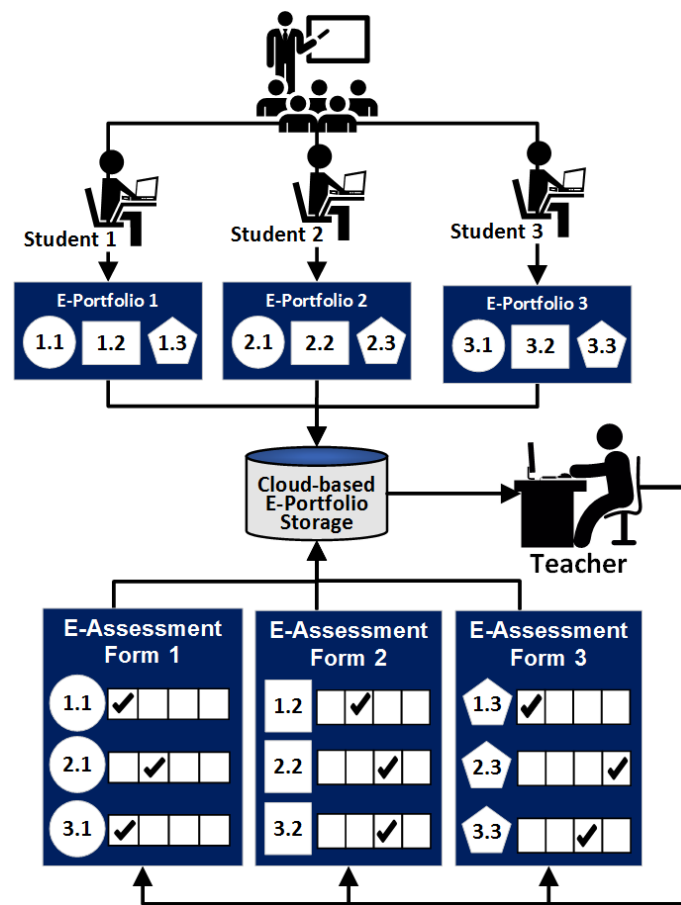 Student 1
Student 2
Student 3
E-Portfolio 1
1.1 1.2 1.3
E-Portfolio 2
2.1 2.2 2.3
E-Portfolio 3
3.1 3.2 3.3
Cloud-based
E-Portfolio
Storage
Teacher
E-Assessment
Form 1
1.1
2.1
3.1
E-Assessment
Form 2
1.2
2.2
3.2
E-Assessment
Form 3
1.3
2.3
3.3